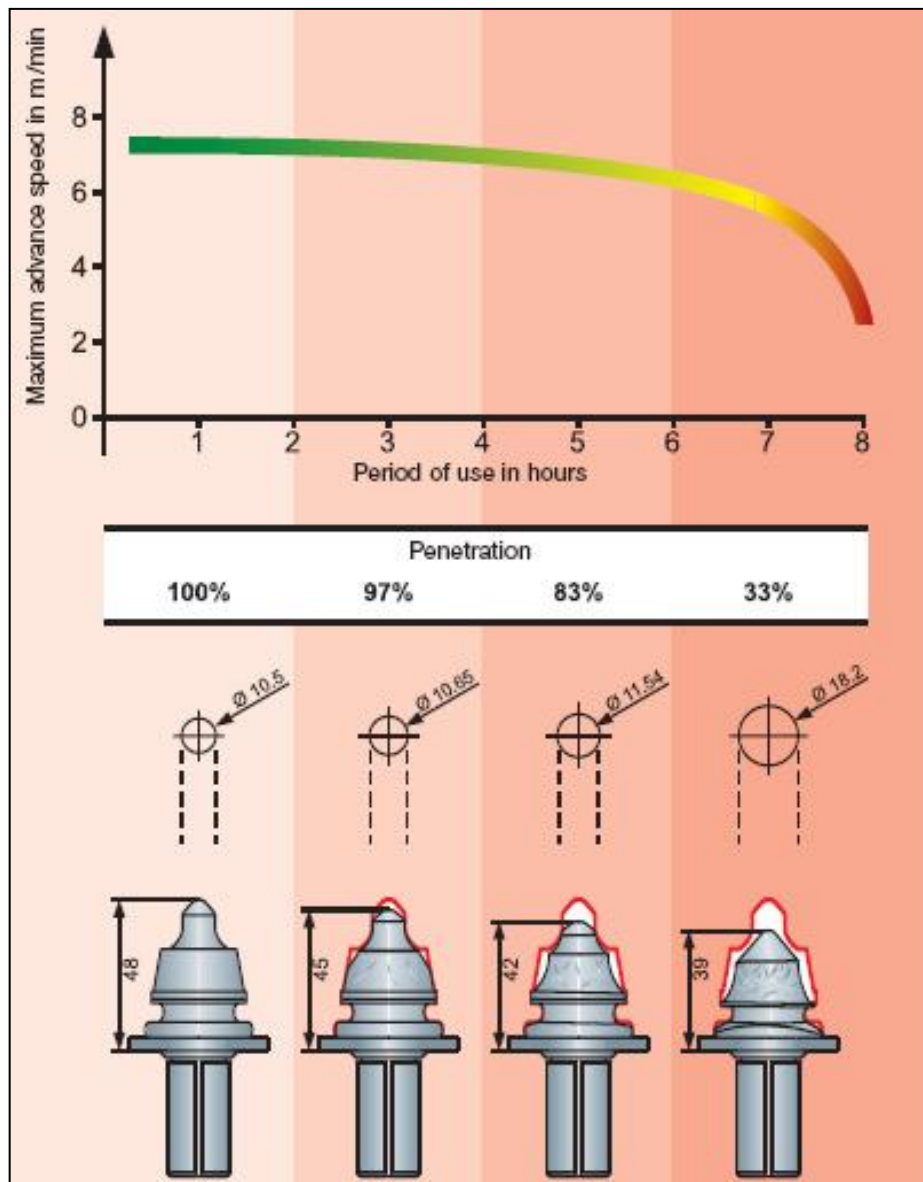 Maximum advance speed in m/min
8
6
4
2
0
1 2 3 4 5 6 7 8
Period of use in hours
Penetration
100% 97% 83% 33%
Ø 10.5 Ø 10.65 Ø 11.54 Ø 18.2
48 45 42 39